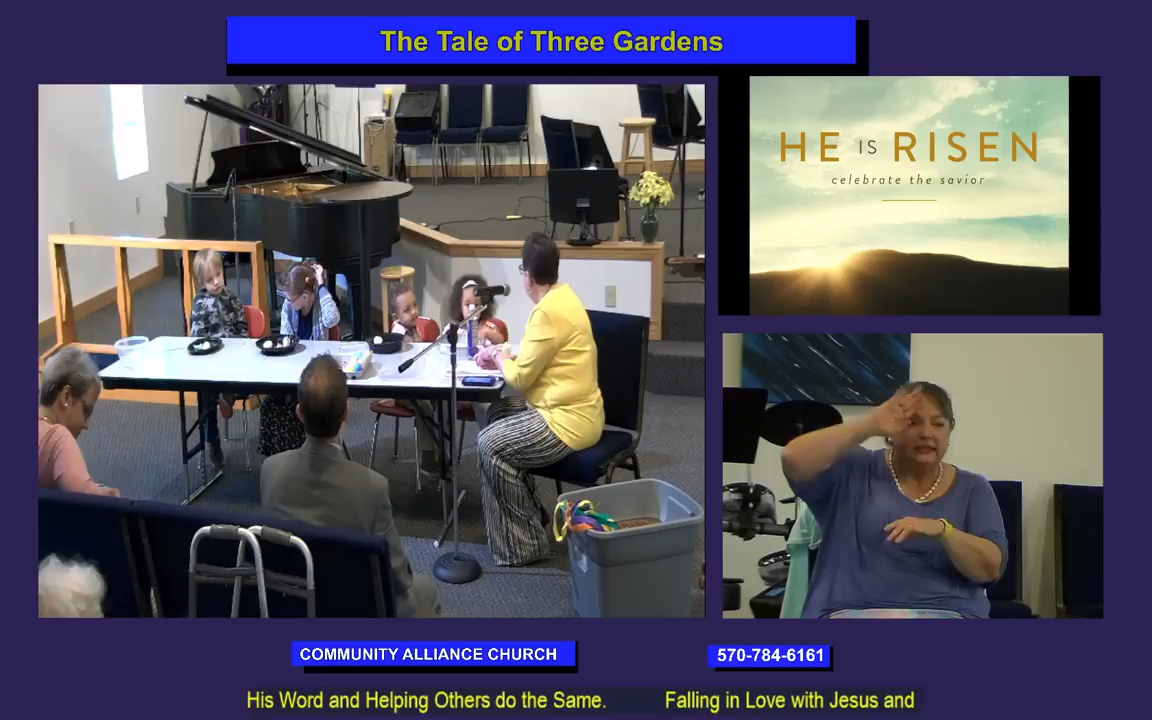 The Tale of Three Gardens
HE IS RISEN
celebrate the savior
COMMUNITY ALLIANCE CHURCH
570-784-6161
His Word and Helping Others do the Same. Falling in Love with Jesus and